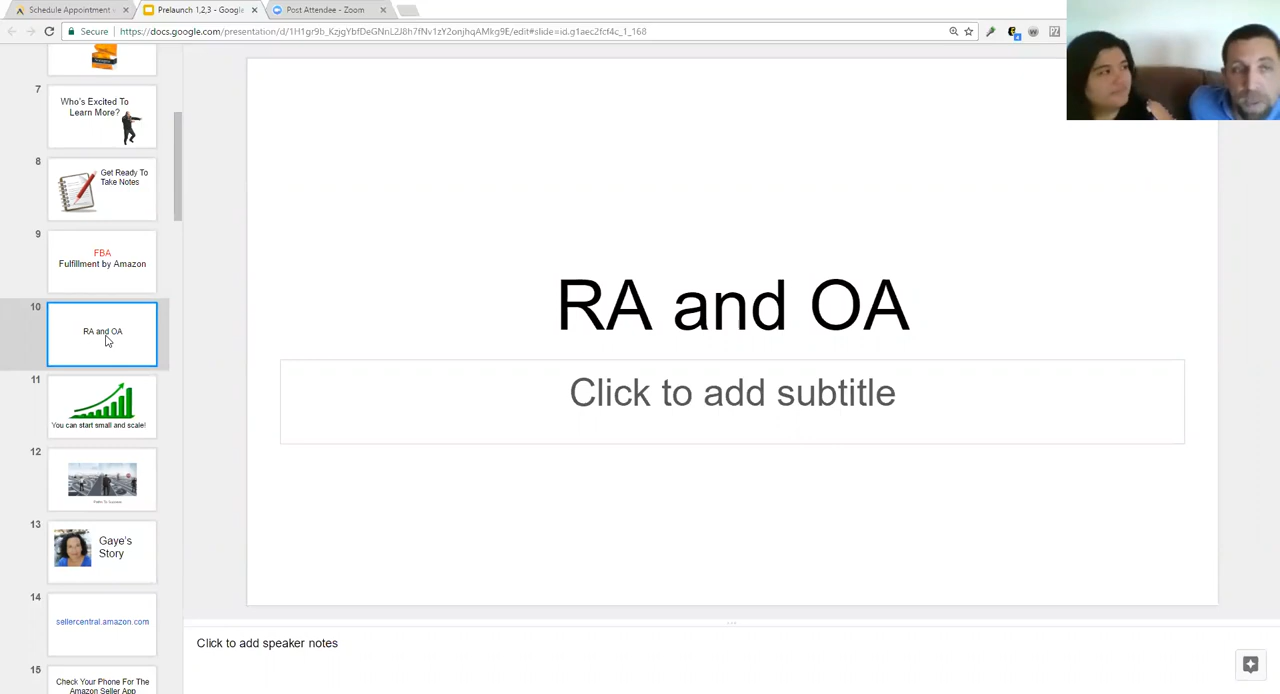 Schedule Appointment
Prelaunch 1,2,3 - Google
Post Attendee - Zoom
Secure
https://docs.google.com/presentation/d/1H1gr9b_KzjgYbfDeGNnL2J8h7fNv1zY2onjhqAMkg9E/edit#slide=id.g1aec2fcf4c_1_168
7
Who's Excited To
Learn More?
8
Get Ready To
Take Notes
9
FBA
Fulfillment by Amazon
10
RA and OA
11
You can start small and scale!
12
13
Gaye's
Story
14
sellercentral.amazon.com
15
Check Your Phone For The
Amazon Seller App
RA and OA
Click to add subtitle
Click to add speaker notes